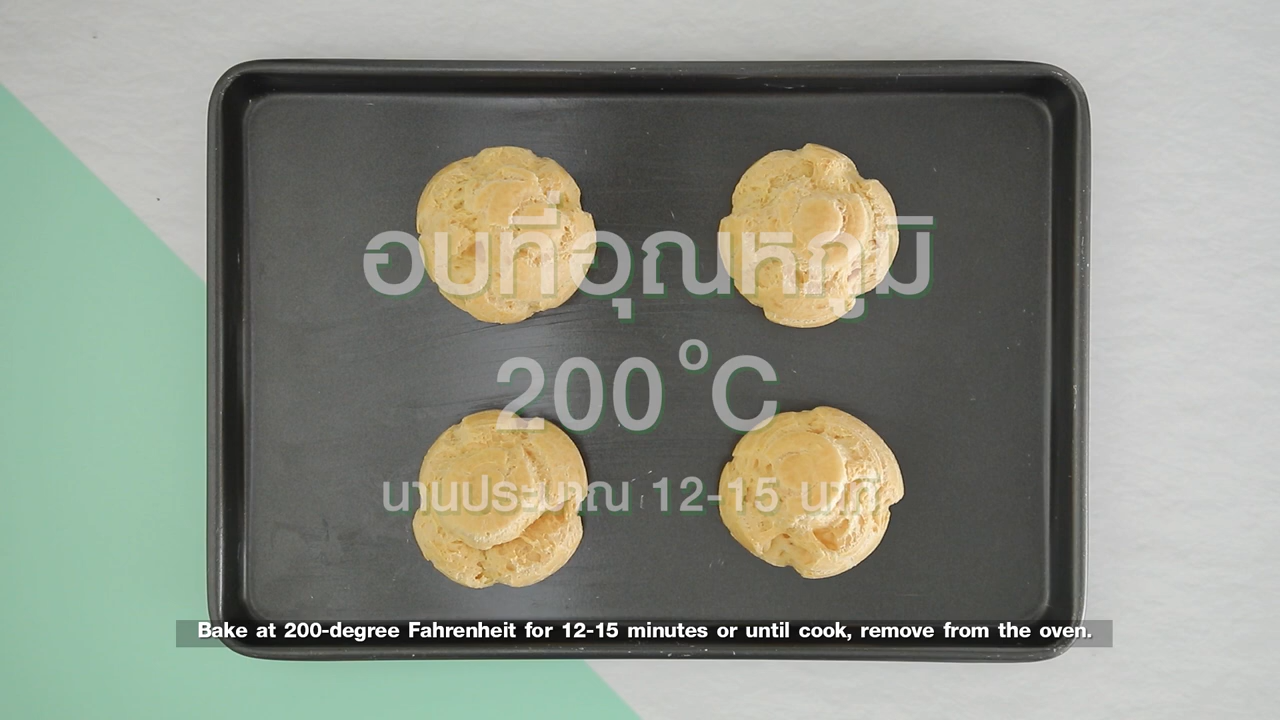 อบที่อุณหภูมิ
200°C
นานประมาณ 12-15 นาที
Bake at 200-degree Fahrenheit for 12-15 minutes or until cook, remove from the oven.